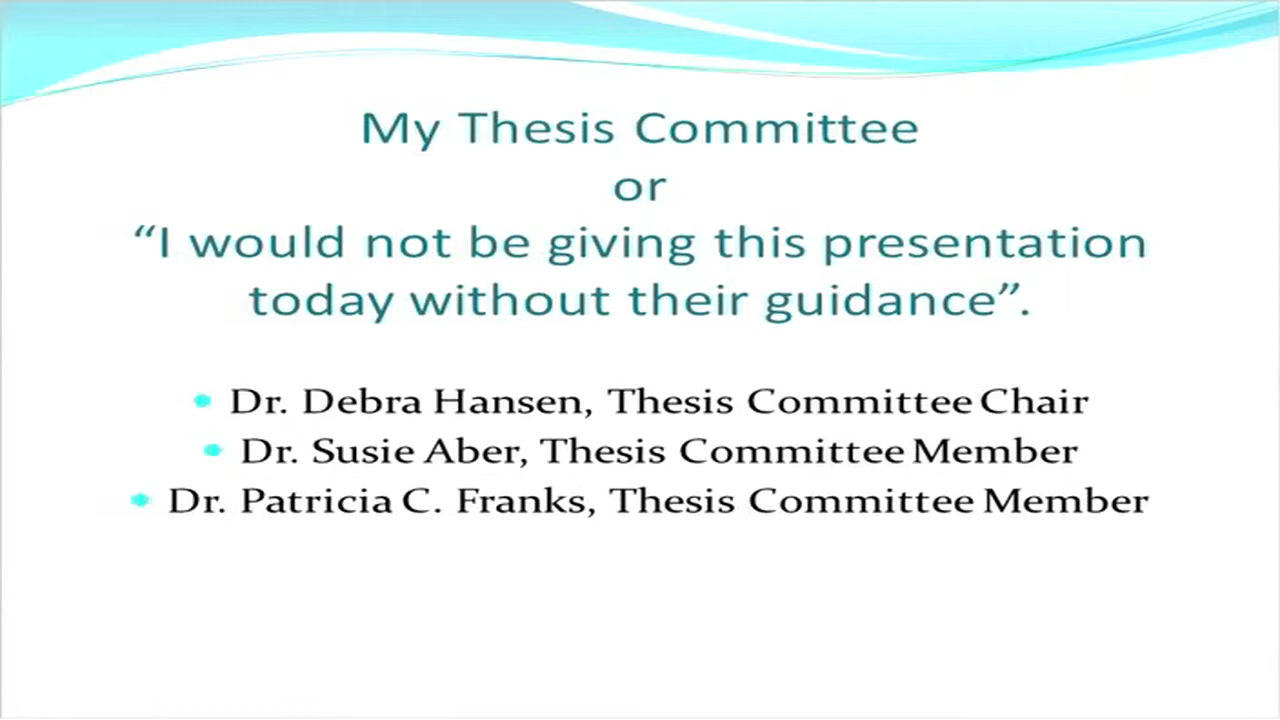 My Thesis Committee
or
“I would not be giving this presentation
today without their guidance”.
• Dr. Debra Hansen, Thesis Committee Chair
• Dr. Susie Aber, Thesis Committee Member
• Dr. Patricia C. Franks, Thesis Committee Member